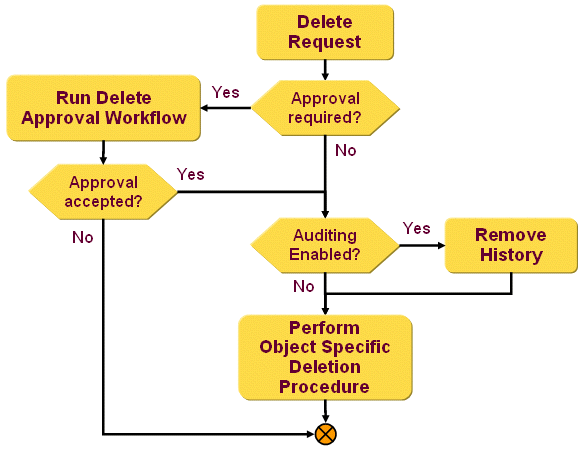 Delete
Request
Yes
Run Delete
Approval Workflow
Approval
required?
No
Approval
accepted?
Yes
No
Auditing
Enabled?
Yes
Remove
History
No
Perform
Object Specific
Deletion
Procedure